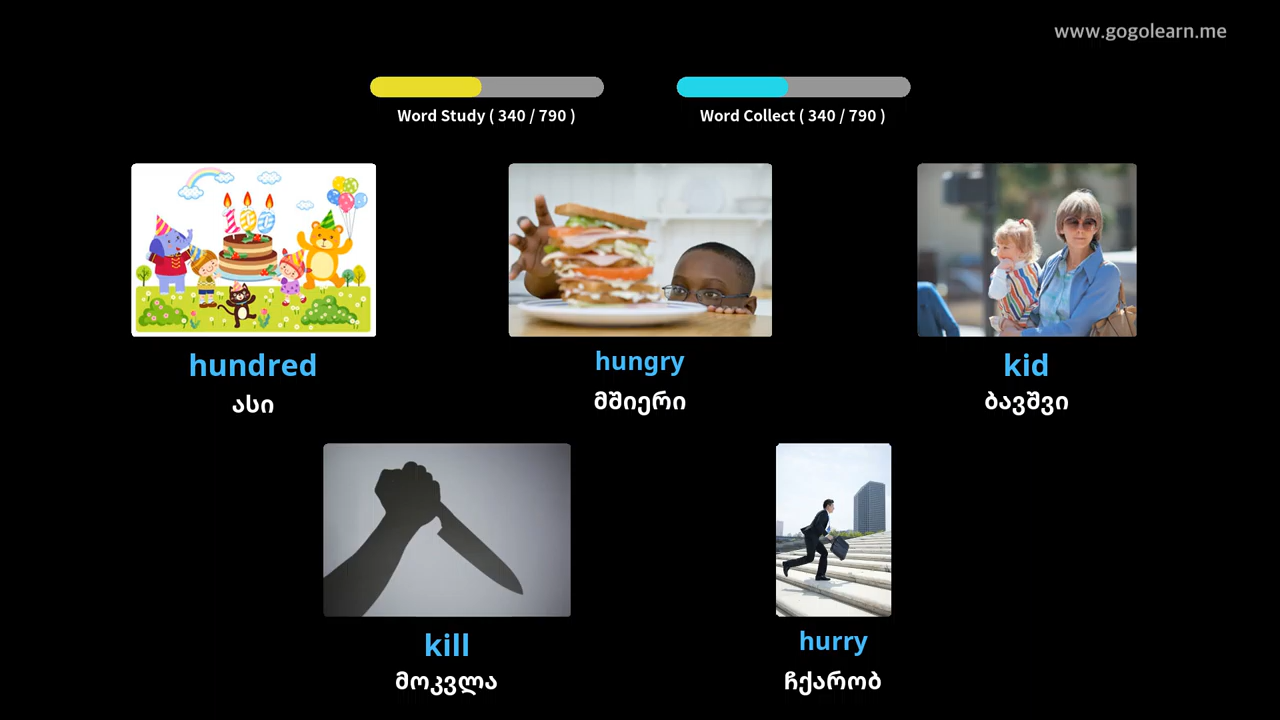 www.gogolearn.me
Word Study ( 340 / 790 )
Word Collect ( 340 / 790 )
100
hundred
ასი
hungry
მშიერი
kid
ბავშვი
kill
მოკვლა
hurry
ჩქარობ